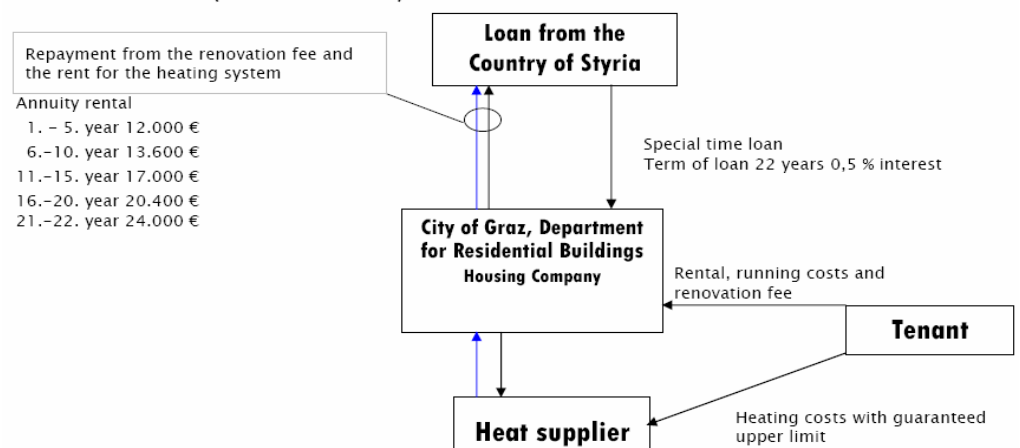 Loan from the
Country of Styria
Repayment from the renovation fee and
the rent for the heating system
Annuity rental
1. – 5. year 12.000 €
6.–10. year 13.600 €
11.–15. year 17.000 €
16.–20. year 20.400 €
21.–22. year 24.000 €
Special time loan
Term of loan 22 years 0,5 % interest
City of Graz, Department
for Residential Buildings
Housing Company
Rental, running costs and
renovation fee
Tenant
Heat supplier
Heating costs with guaranteed
upper limit